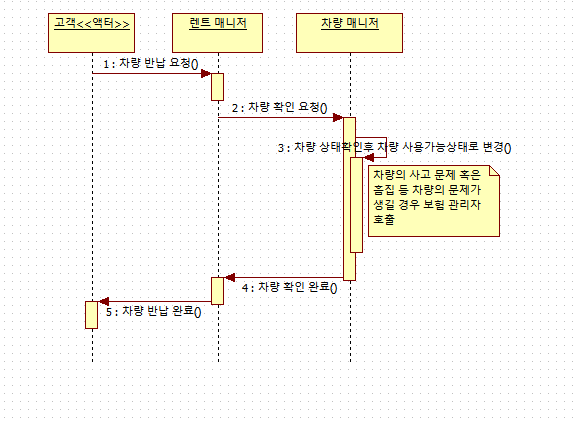 고객<<액터>>
렌트 매니저
차량 매니저
1 : 차량 반납 요청()
2 : 차량 확인 요청()
3 : 차량 상태확인후 차량 사용가능상태로 변경()
차량의 사고 문제 혹은
흠집 등 차량의 문제가
생길 경우 보험 관리자
호출
4 : 차량 확인 완료()
5 : 차량 반납 완료()